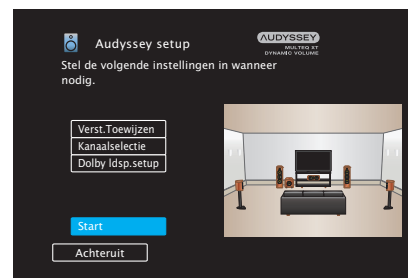 Audyssey setup
AUDYSSEY
MULTEQ XT
DYNAMIC VOLUME
Stel de volgende instellingen in wanneer
nodig.
Verst.Toewijzen
Kanaalselectie
Dolby ldsp.setup
Start
Achteruit